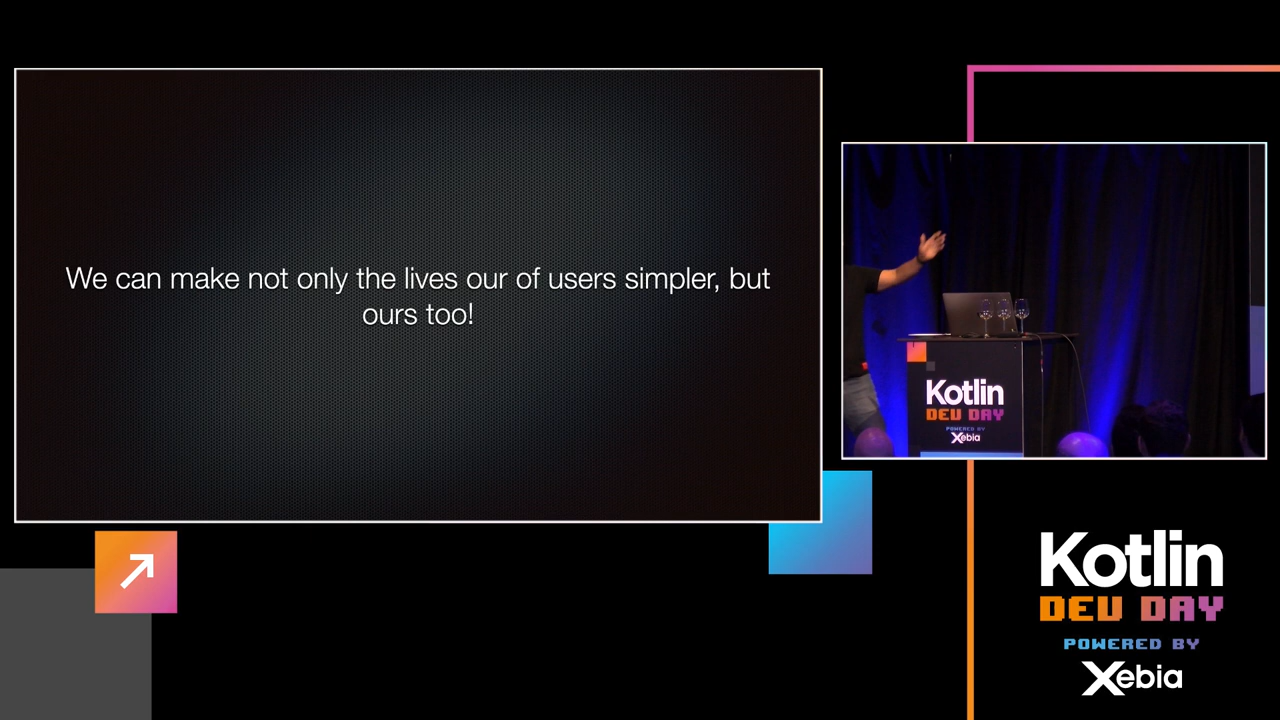 We can make not only the lives our of users simpler, but
ours too!
Kotlin
DEV DAY
POWERED BY
Xebia
Kotlin
DEV DAY
POWERED BY
Xebia